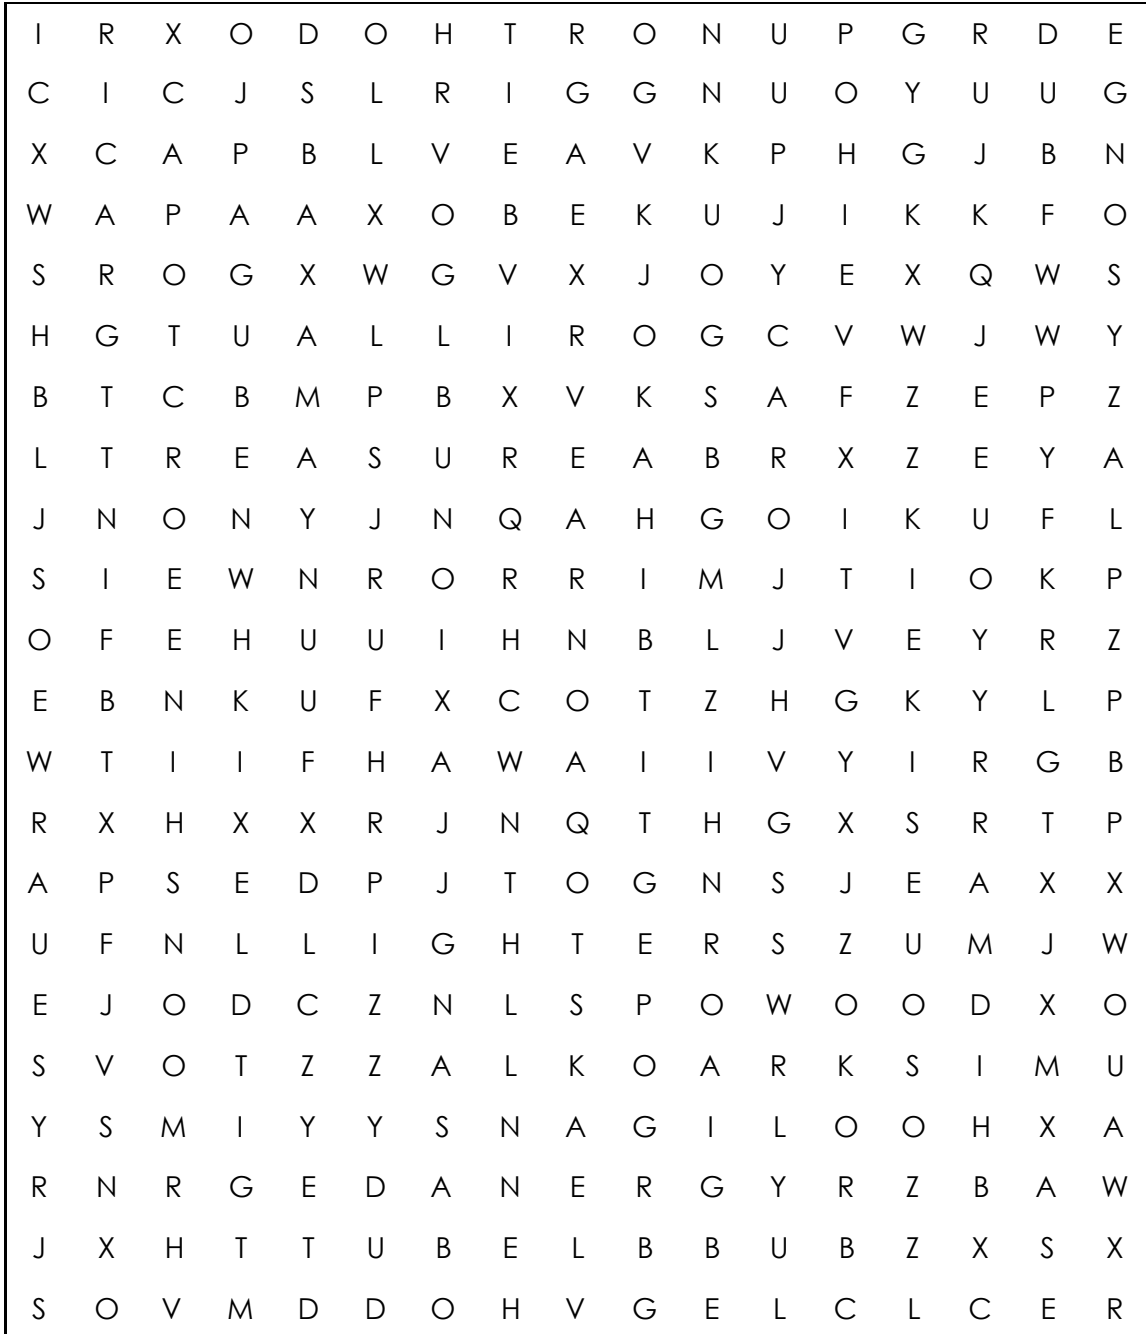 I R X O D O H T R O N U P G R D E
C I C J S L R I G G N U O Y U U G
X C A P B L V E A V K P H G J B N
W A P A A X O B E K U J I K K F O
S R O G X W G V X J O Y E X Q W S
H G T U A L L I R O G C V W J W Y
B T C B M P B X V K S A F Z E P Z
L T R E A S U R E A B R X Z E Y A
J N O N Y J N Q A H G O I K U F L
S I E W N R O R R I M J T I O K P
O F E H U U I H N B L J V E Y R Z
E B N K U F X C O T Z H G K Y L P
W T I I F H A W A I I V Y I R G B
R X H X X R J N Q T H G X S R T P
A P S E D P J T O G N S J E A X X
U F N L L I G H T E R S Z U M J W
E J O D C Z N L S P O W O O D X O
S V O T Z Z A L K O A R K S I M U
Y S M I Y Y S N A G I L O O H X A
R N R G E D A N E R G Y R Z B A W
J X H T T U B E L B B U B Z X S X
S O V M D D O H V G E L C L C E R